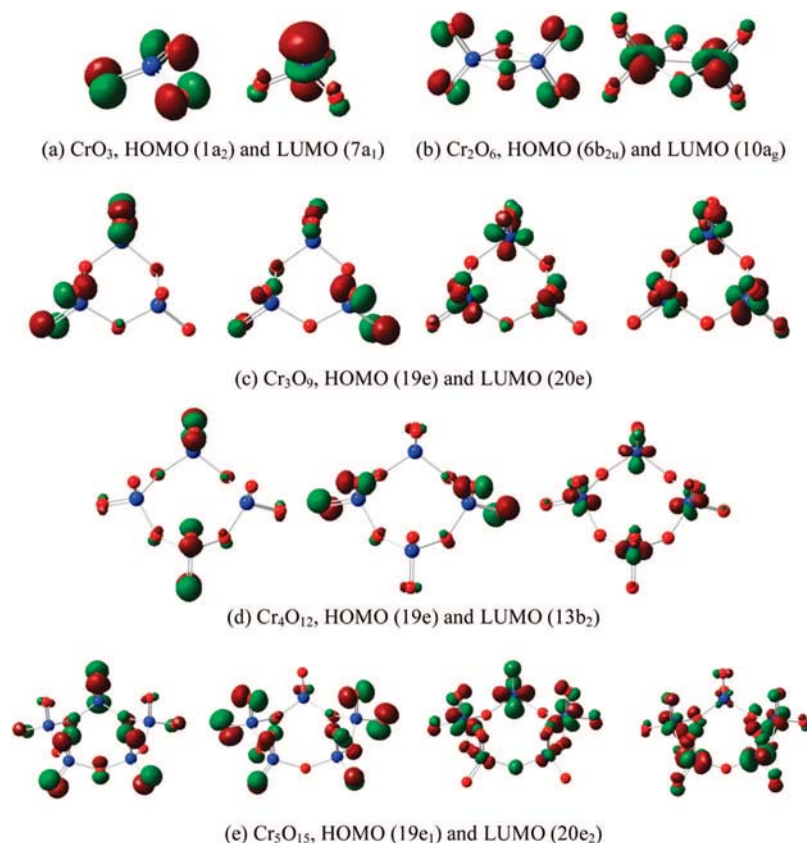 (a) CrO₃, HOMO (1a₂) and LUMO (7a₁)
(b) Cr₂O₆, HOMO (6b₂ᵤ) and LUMO (10a_g)
(c) Cr₃O₉, HOMO (19e) and LUMO (20e)
(d) Cr₄O₁₂, HOMO (19e) and LUMO (13b₂)
(e) Cr₅O₁₅, HOMO (19e₁) and LUMO (20e₂)